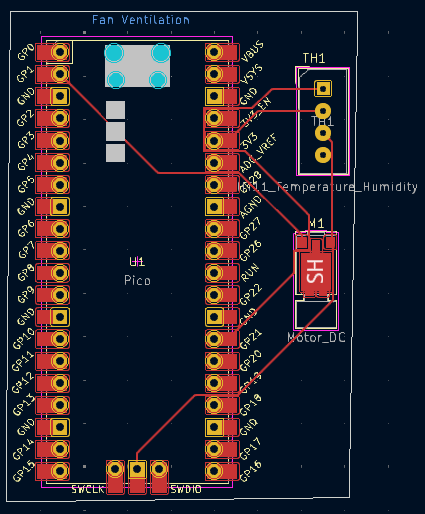 Fan Ventilation
GP0
VBUS
GP1
VSYS
TH1
GND
GND
GP2
3V3_EN
TH1
GP3
3V3
GP4
ADC_VREF
GP5
GP28
11_Temperature_Humidity
GND
AGND
GP6
GP27
M1
GP7
GP26
U1
GP8
RUN
SH
Pico
GP9
GP22
GND
GND
GP10
GP21
Motor_DC
GP11
GP20
GP12
GP19
GP13
GP18
GND
GND
GP14
GP17
GP15
GP16
SWCLK
SWDIO